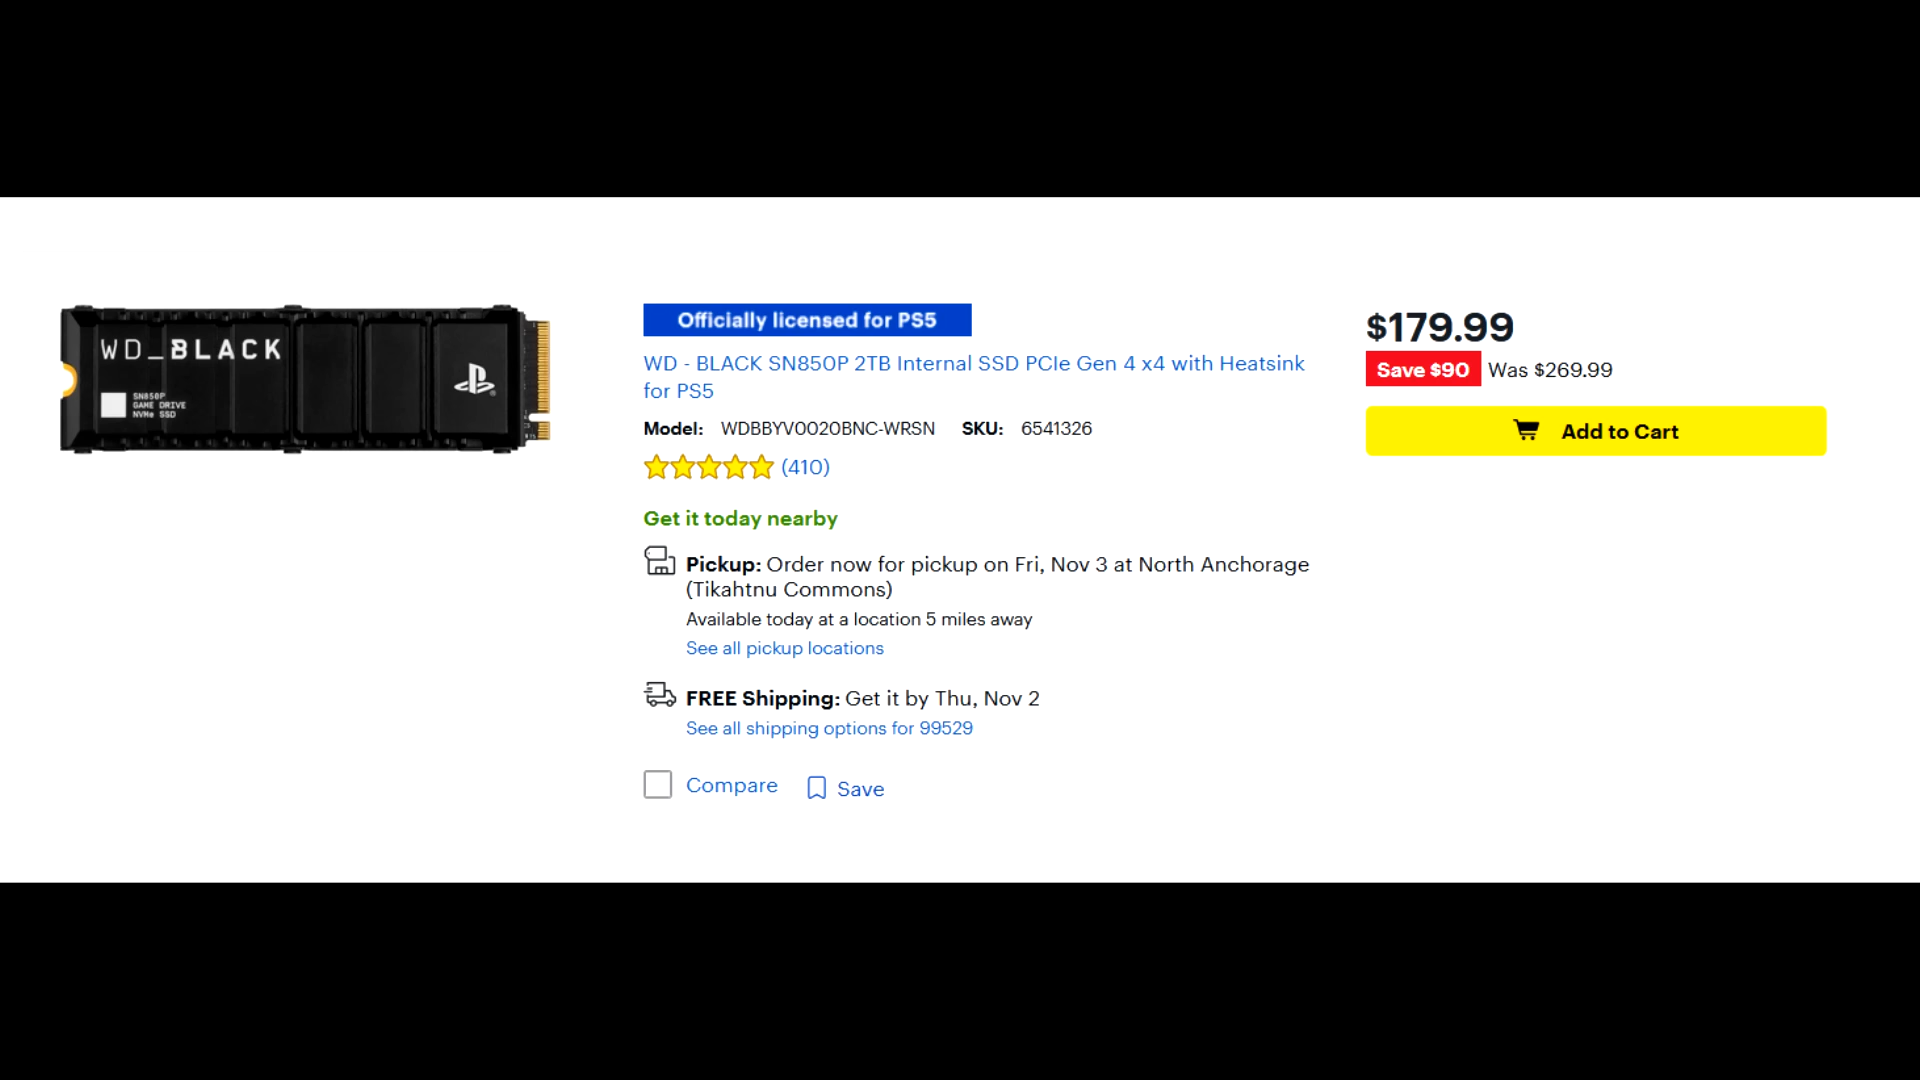 WD_BLACK
SN850P
GAME DRIVE
NVMe SSD
Officially licensed for PS5
WD - BLACK SN850P 2TB Internal SSD PCIe Gen 4 x4 with Heatsink
for PS5
Model: WDBBYV0020BNC-WRSN SKU: 6541326
(410)
Get it today nearby
Pickup: Order now for pickup on Fri, Nov 3 at North Anchorage
(Tikahtnu Commons)
Available today at a location 5 miles away
See all pickup locations
FREE Shipping: Get it by Thu, Nov 2
See all shipping options for 99529
Compare Save
$179.99
Save $90 Was $269.99
Add to Cart